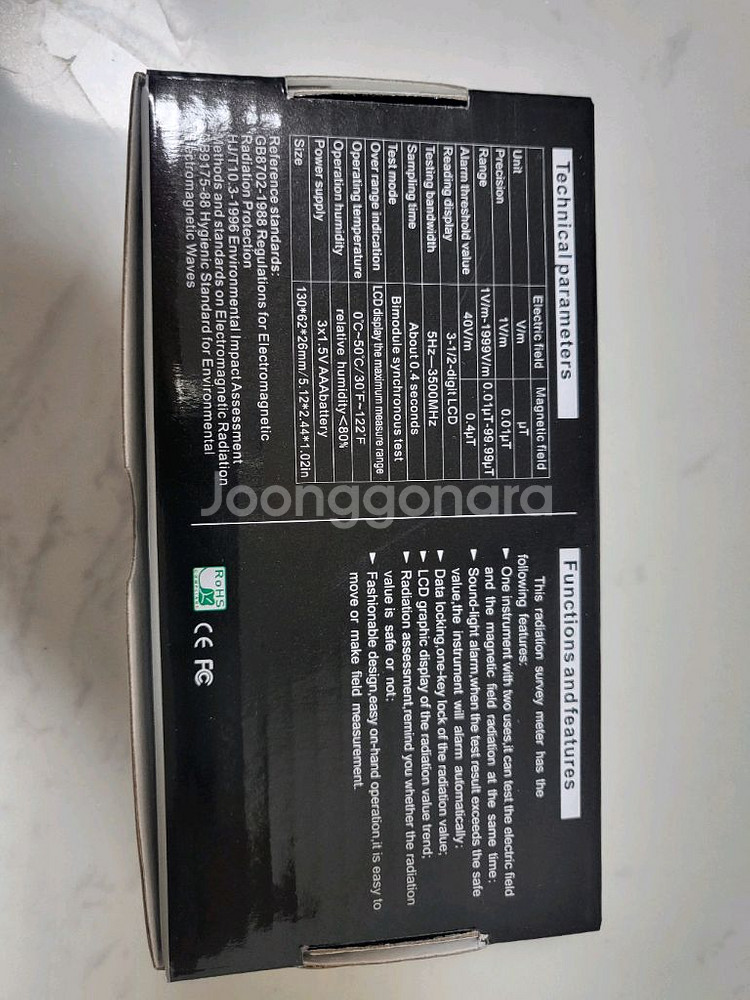 Technical parameters
Electric field Magnetic field
Unit V/m μT
Precision 1V/m 0.01μT
Range 1V/m~1999V/m 0.01μT-99.99μT
Alarm threshold value 40V/m 0.4μT
Reading display 3-1/2-digit LCD
Testing bandwidth 5Hz—3500MHz
Sampling time About 0.4 seconds
Test mode Bimodule synchronous test
Over range indication LCD display the maximum measure range
Operating temperature 0℃~50℃/30℉~122℉
Operation humidity relative humidity<80%
Power supply 3x1.5V AAAbattery
Size 130*62*26mm/5.12*2.44*1.02in
Reference standards:
GB8702-1988 Regulations for Electromagnetic
Radiation Protection
HJ/T10.3-1996 Environmental Impact Assessment
ethods and standards on Electromagnetic Radiation
9175-88 Hygienic Standard for Environmental
ctromagnetic Waves
Functions and features
This radiation survey meter has the
following features:
► One instrument with two uses,it can test the electric field
and the magnetic field radiation at the same time;
► Sound-light alarm,when the test result exceeds the safe
value,the instrument will alarm automatically;
► Data locking,one-key lock of the radiation value;
► LCD graphic display of the radiation value trend;
► Radiation assessment,remind you whether the radiation
value is safe or not;
► Fashionable design,easy on-hand operation,it is easy to
move or make field measurement.
RoHS
CE FC
Joonggonara